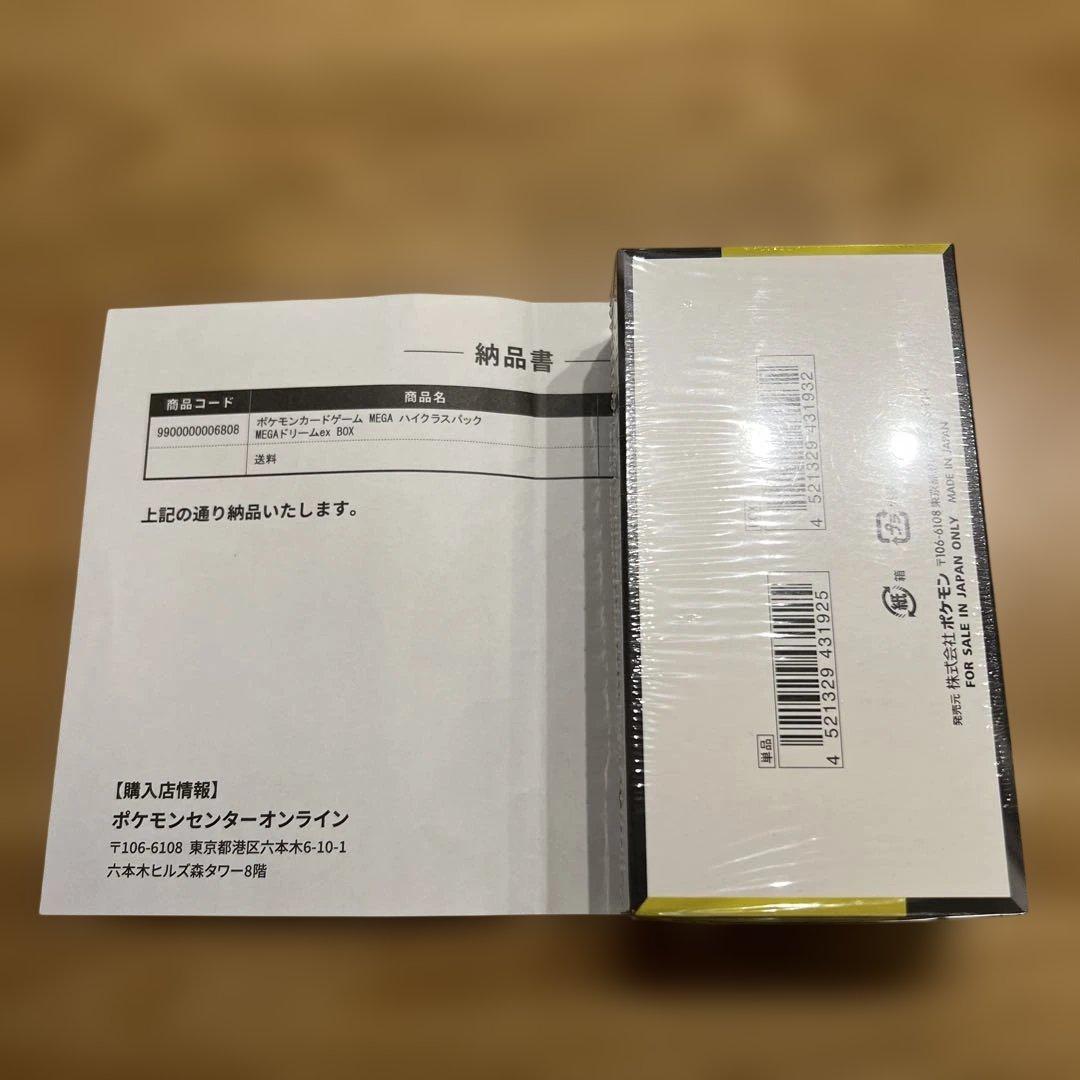 納品書
商品コード 商品名
9900000006808 ポケモンカードゲーム MEGA ハイクラスパック
MEGAドリームex BOX
送料
上記の通り納品いたします。
【購入店情報】
ポケモンセンターオンライン
〒106-6108 東京都港区六本木6-10-1
六本木ヒルズ森タワー8階
4 521329 431932
単品
4 521329 431925
紙 箱
プラ
発売元 株式会社ポケモン 〒106-6108 東京都
FOR SALE IN JAPAN ONLY MADE IN JAPAN